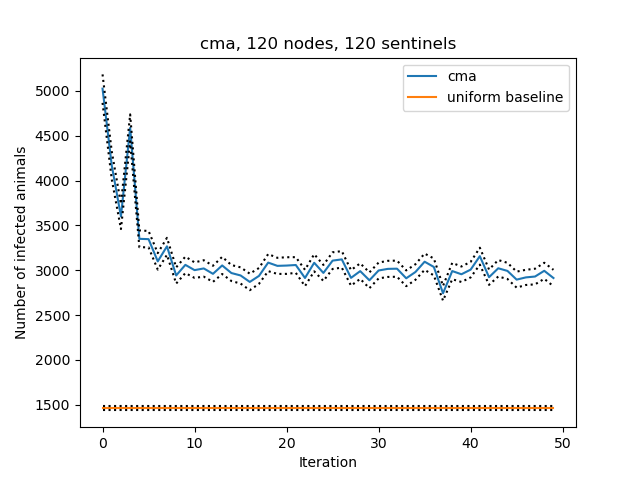 cma, 120 nodes, 120 sentinels
cma
uniform baseline
Number of infected animals
5000
4500
4000
3500
3000
2500
2000
1500
0 10 20 30 40 50
Iteration